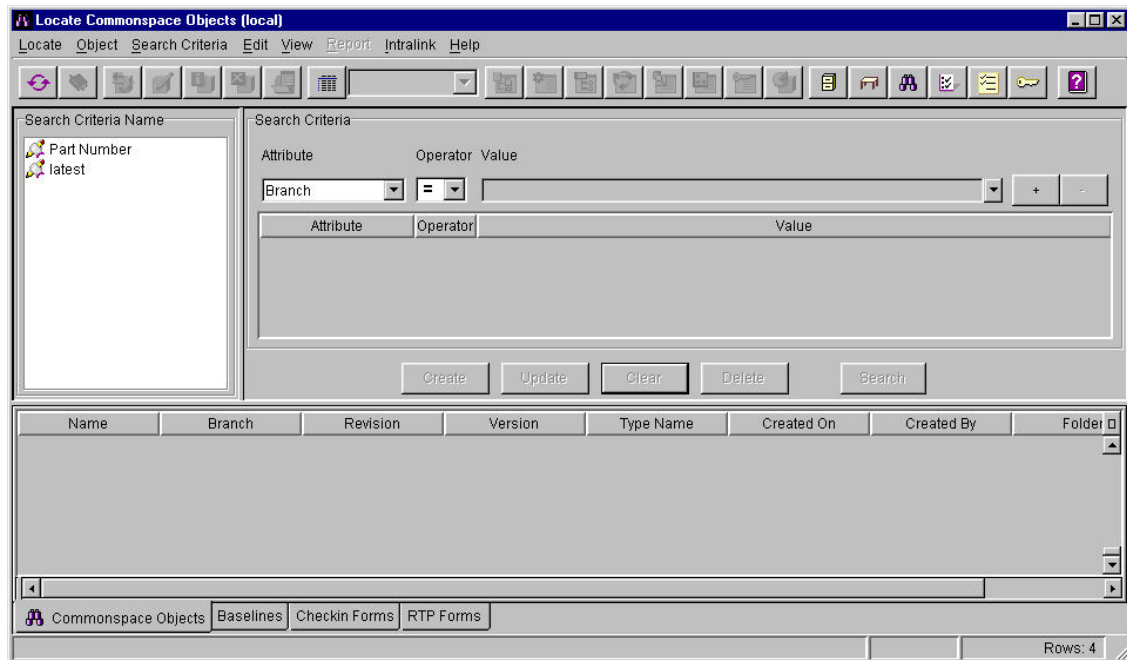 Locate Commonspace Objects (local)
Locate Object Search Criteria Edit View Report Intralink Help
Search Criteria Name
Part Number
latest
Search Criteria
Attribute Operator Value
Branch = + -
Attribute Operator Value
Create Update Clear Delete Search
Name Branch Revision Version Type Name Created On Created By Folder
Commonspace Objects Baselines Checkin Forms RTP Forms
Rows: 4